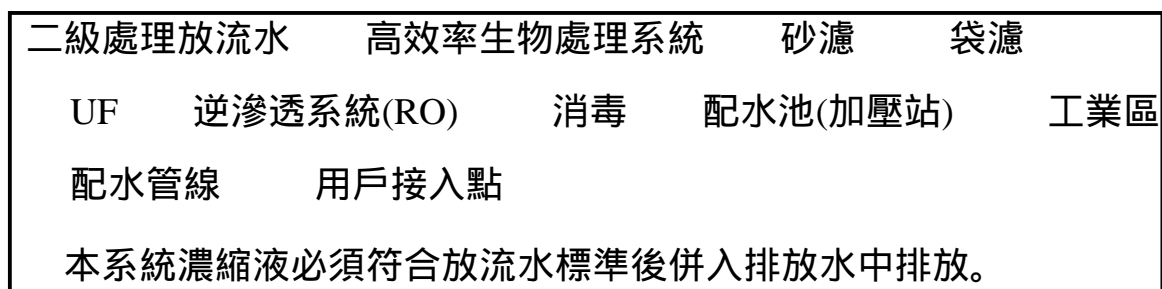 二級處理放流水 高效率生物處理系統 砂濾 袋濾
UF 逆滲透系統(RO) 消毒 配水池(加壓站) 工業區
配水管線 用戶接入點
本系統濃縮液必須符合放流水標準後併入排放水中排放。